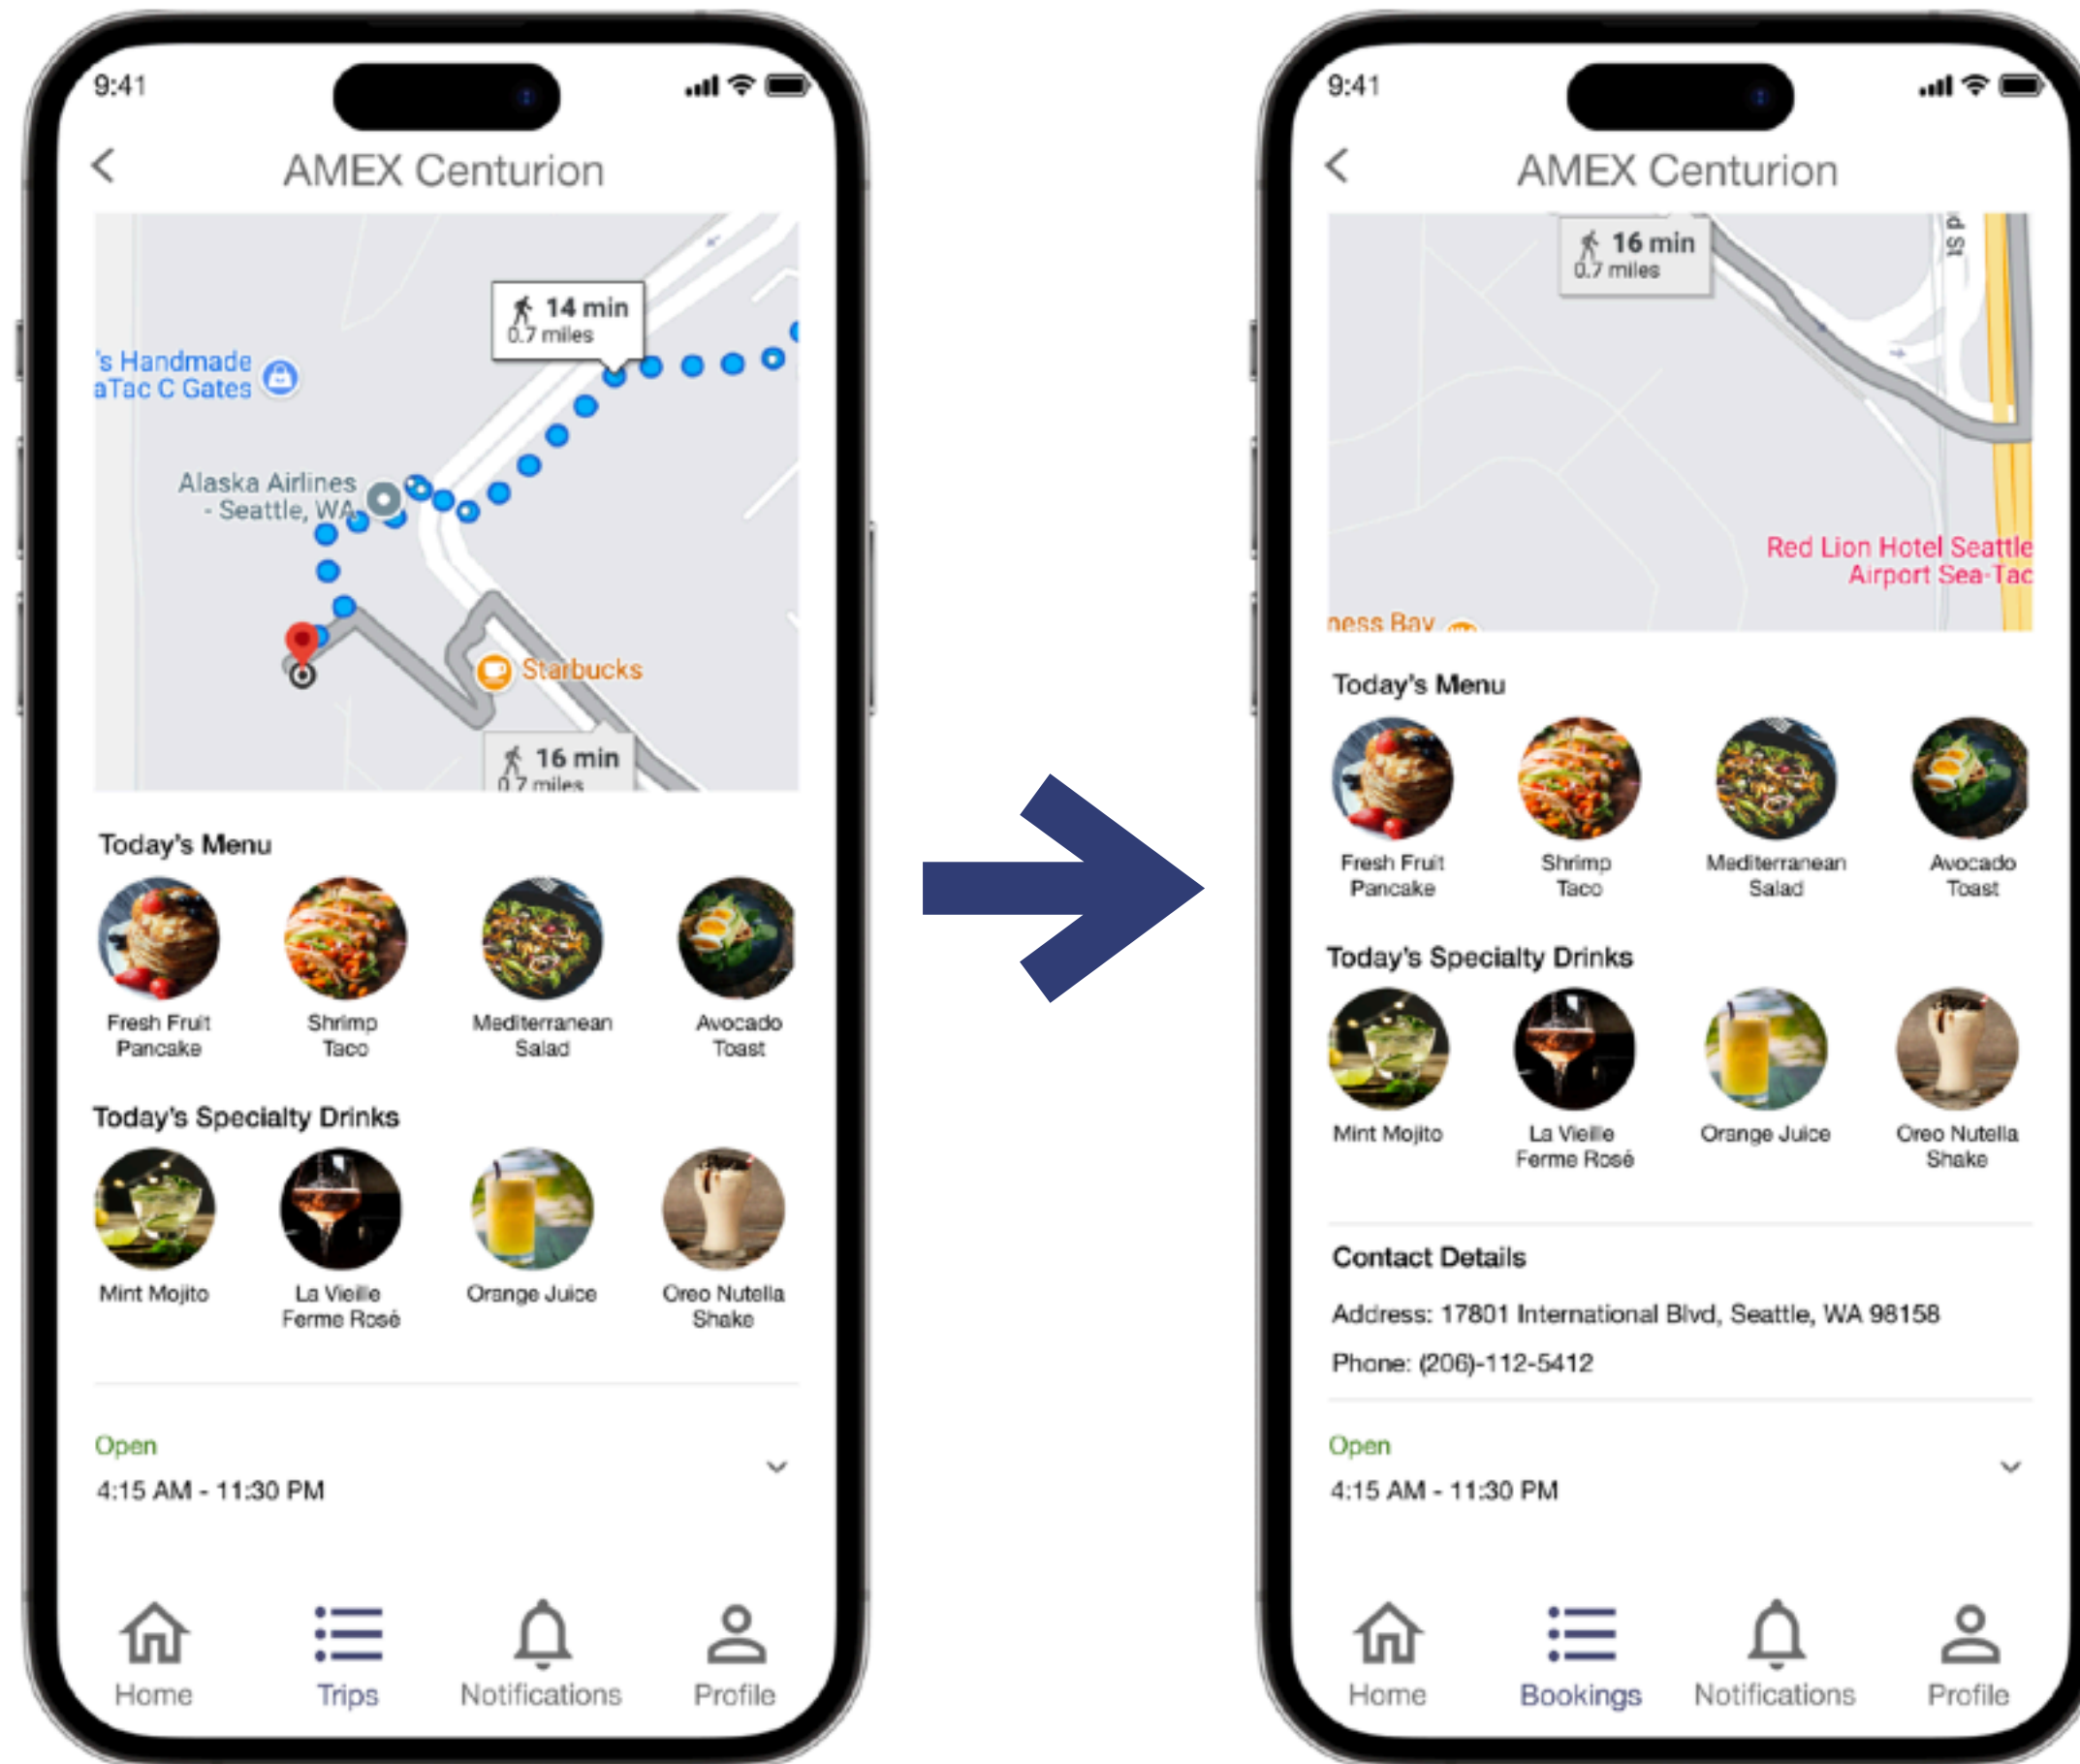 9:41
AMEX Centurion
14 min
0.7 miles
's Handmade
aTac C Gates
Alaska Airlines
- Seattle, WA
Starbucks
16 min
0.7 miles
Today's Menu
Fresh Fruit
Pancake
Shrimp
Taco
Mediterranean
Salad
Avocado
Toast
Today's Specialty Drinks
Mint Mojito
La Vieille
Ferme Rosé
Orange Juice
Oreo Nutella
Shake
Open
4:15 AM - 11:30 PM
Home
Trips
Notifications
Profile
9:41
AMEX Centurion
16 min
0.7 miles
d St
Red Lion Hotel Seattle
Airport Sea-Tac
ness Bay
Today's Menu
Fresh Fruit
Pancake
Shrimp
Taco
Mediterranean
Salad
Avocado
Toast
Today's Specialty Drinks
Mint Mojito
La Vieille
Ferme Rosé
Orange Juice
Oreo Nutella
Shake
Contact Details
Address: 17801 International Blvd, Seattle, WA 98158
Phone: (206)-112-5412
Open
4:15 AM - 11:30 PM
Home
Bookings
Notifications
Profile